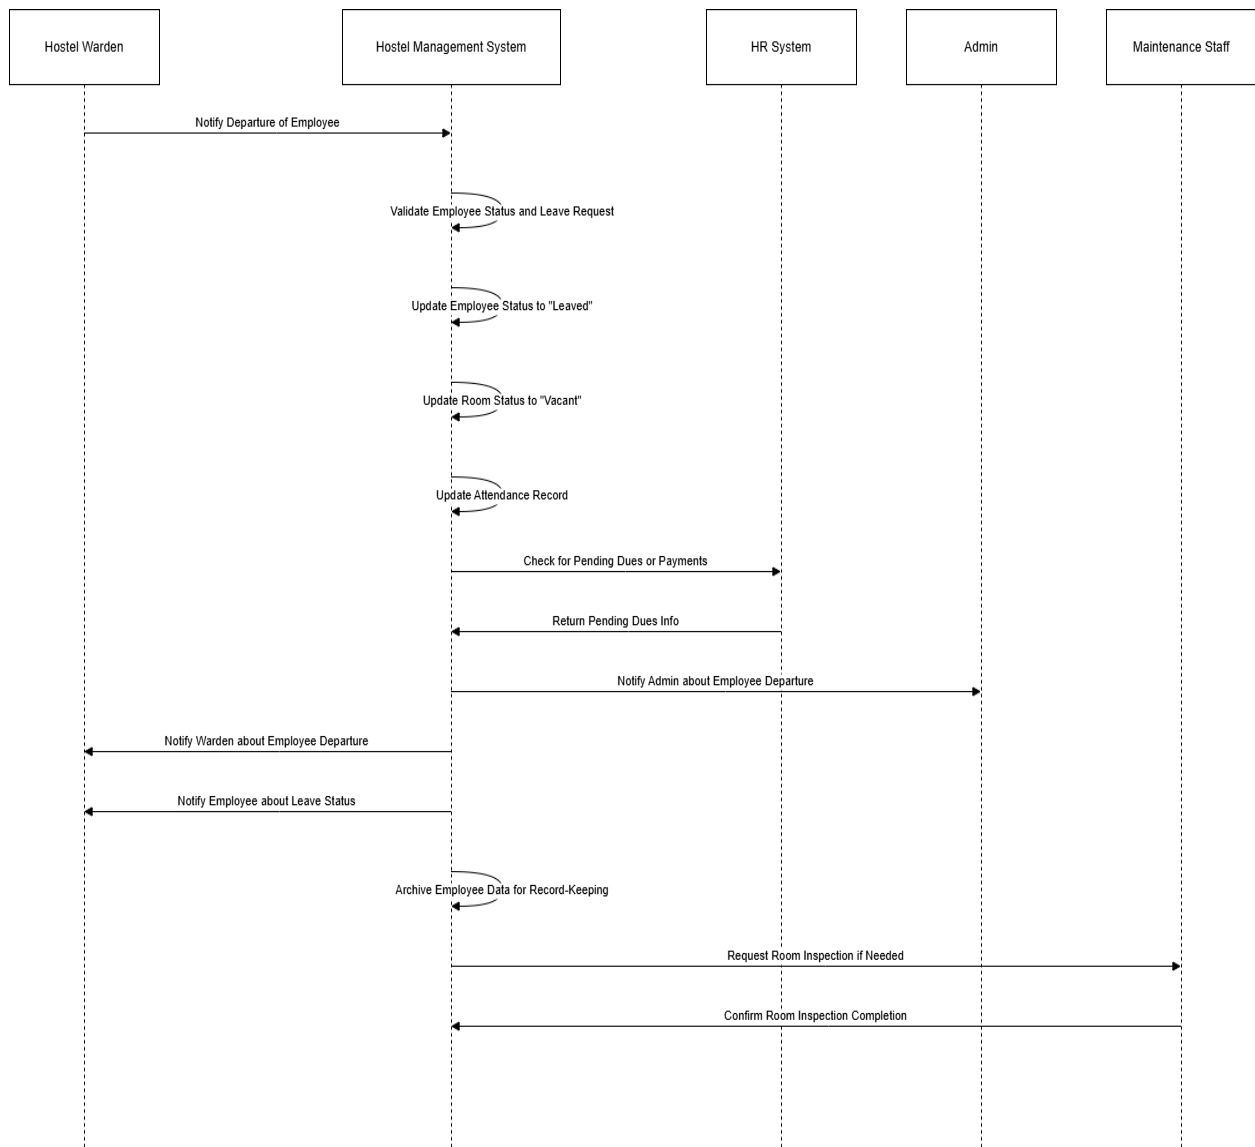 Hostel Warden
Hostel Management System
HR System
Admin
Maintenance Staff
Notify Departure of Employee
Validate Employee Status and Leave Request
Update Employee Status to "Leaved"
Update Room Status to "Vacant"
Update Attendance Record
Check for Pending Dues or Payments
Return Pending Dues Info
Notify Admin about Employee Departure
Notify Warden about Employee Departure
Notify Employee about Leave Status
Archive Employee Data for Record-Keeping
Request Room Inspection if Needed
Confirm Room Inspection Completion